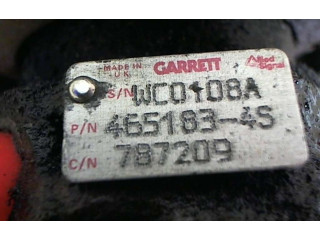 MADE IN U.K. GARRETT Allied Signal
S/N WC0108A
P/N 465183-4S
C/N 787209